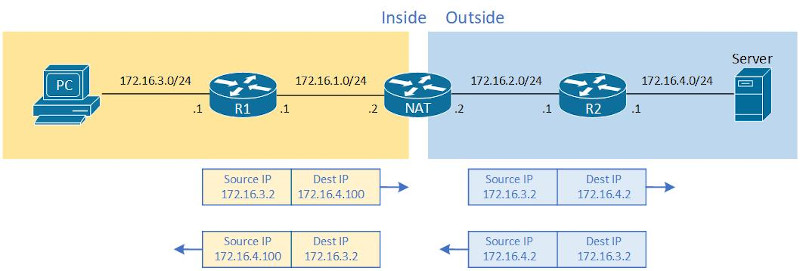 Inside Outside
Server
172.16.3.0/24 172.16.1.0/24 172.16.2.0/24 172.16.4.0/24
PC
.1 R1 .1 .2 NAT .2 .1 R2 .1
Source IP Dest IP Source IP Dest IP
172.16.3.2 172.16.4.100 172.16.3.2 172.16.4.2
Source IP Dest IP Source IP Dest IP
172.16.4.100 172.16.3.2 172.16.4.2 172.16.3.2